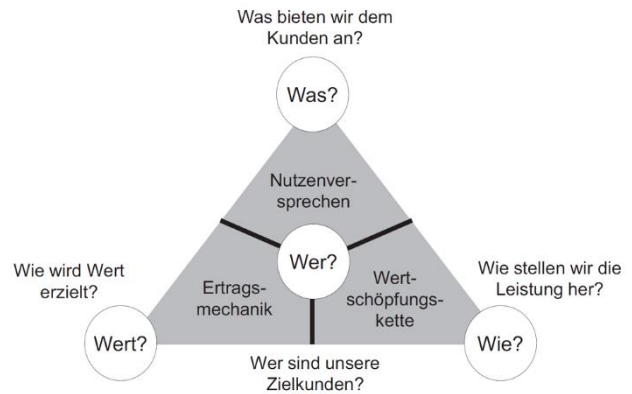 Was bieten wir dem
Kunden an?
Was?
Nutzenver-
sprechen
Wer?
Wie wird Wert
erzielt?
Ertrags-
mechanik
Wert-
schöpfungs-
kette
Wie stellen wir die
Leistung her?
Wert?
Wie?
Wer sind unsere
Zielkunden?